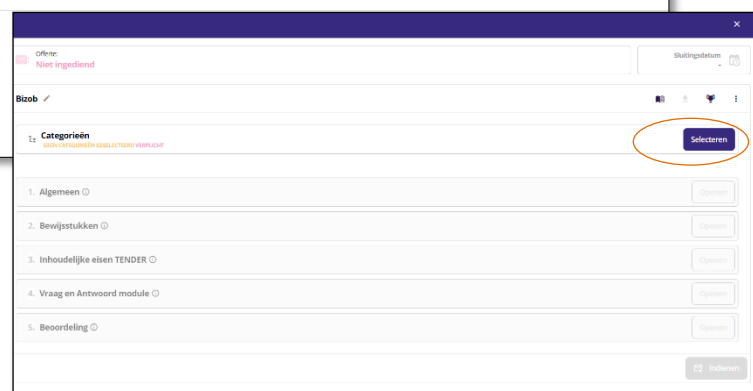 Offerte:
Niet ingediend
Sluitingsdatum
-
Bizob
Categorieën
GEEN CATEGORIEËN GESELECTEERD VERPLICHT
Selecteren
1. Algemeen
Openen
2. Bewijsstukken
Openen
3. Inhoudelijke eisen TENDER
Openen
4. Vraag en Antwoord module
Openen
5. Beoordeling
Openen
Indienen